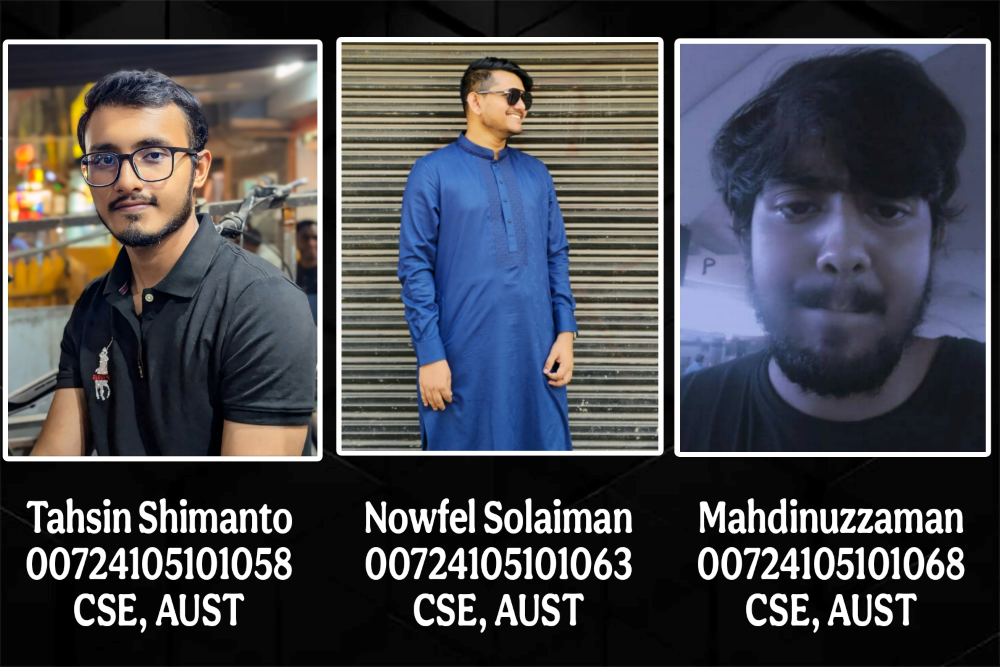 Tahsin Shimanto
00724105101058
CSE, AUST
Nowfel Solaiman
00724105101063
CSE, AUST
Mahdinuzzaman
00724105101068
CSE, AUST
P